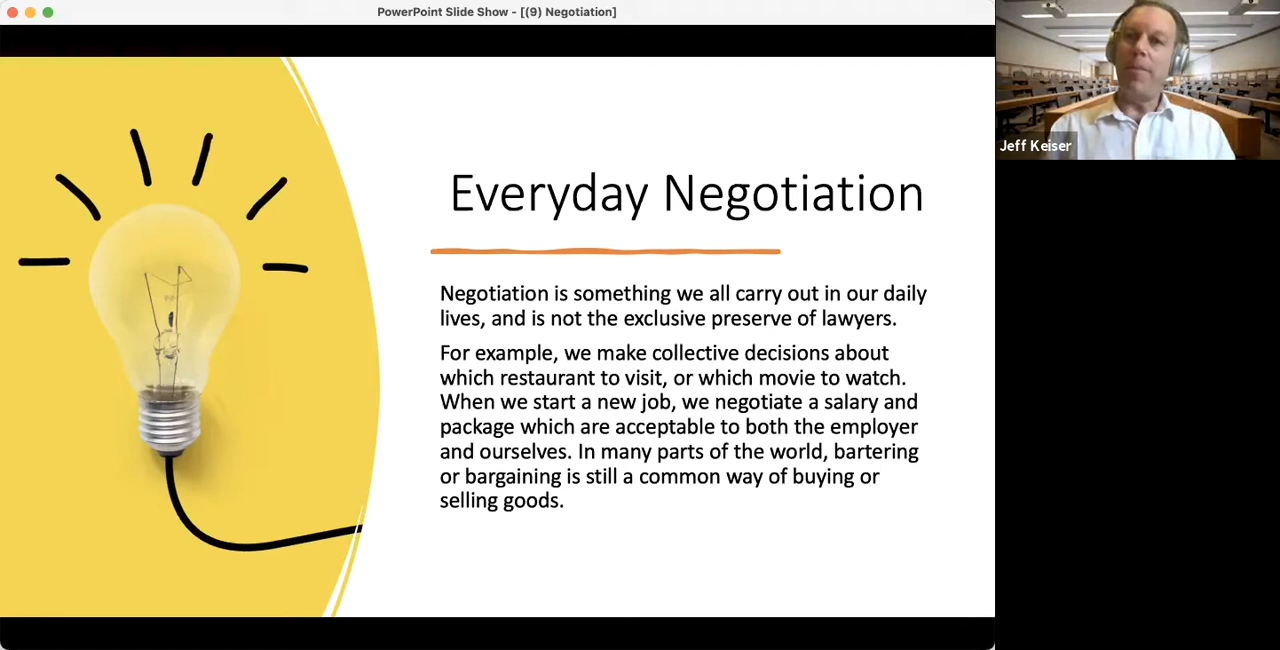 PowerPoint Slide Show - [(9) Negotiation]
Jeff Keiser
Everyday Negotiation
Negotiation is something we all carry out in our daily
lives, and is not the exclusive preserve of lawyers.
For example, we make collective decisions about
which restaurant to visit, or which movie to watch.
When we start a new job, we negotiate a salary and
package which are acceptable to both the employer
and ourselves. In many parts of the world, bartering
or bargaining is still a common way of buying or
selling goods.